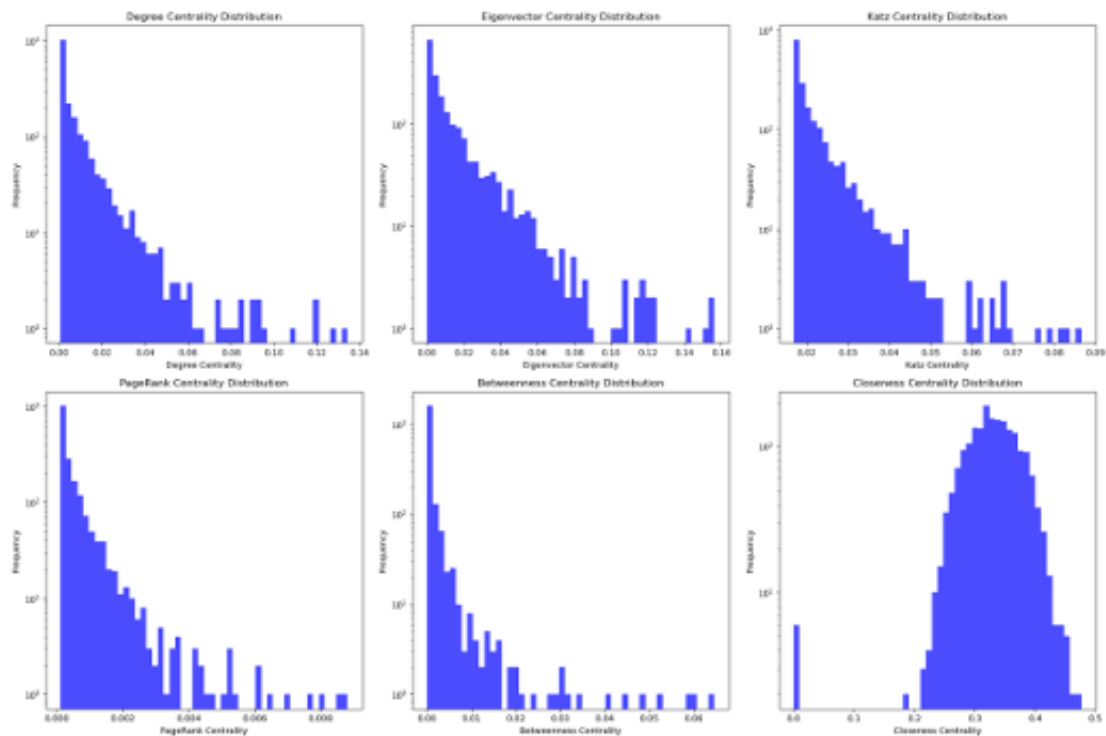 Degree Centrality Distribution
Frequency
0.00 0.02 0.04 0.06 0.08 0.10 0.12 0.14
Degree Centrality
Eigenvector Centrality Distribution
Frequency
0.00 0.02 0.04 0.06 0.08 0.10 0.12 0.14 0.16
Eigenvector Centrality
Katz Centrality Distribution
Frequency
0.02 0.03 0.04 0.05 0.06 0.07 0.08 0.09
Katz Centrality
PageRank Centrality Distribution
Frequency
0.000 0.002 0.004 0.006 0.008
PageRank Centrality
Betweenness Centrality Distribution
Frequency
0.00 0.01 0.02 0.03 0.04 0.05 0.06
Betweenness Centrality
Closeness Centrality Distribution
Frequency
0.0 0.1 0.2 0.3 0.4 0.5
Closeness Centrality